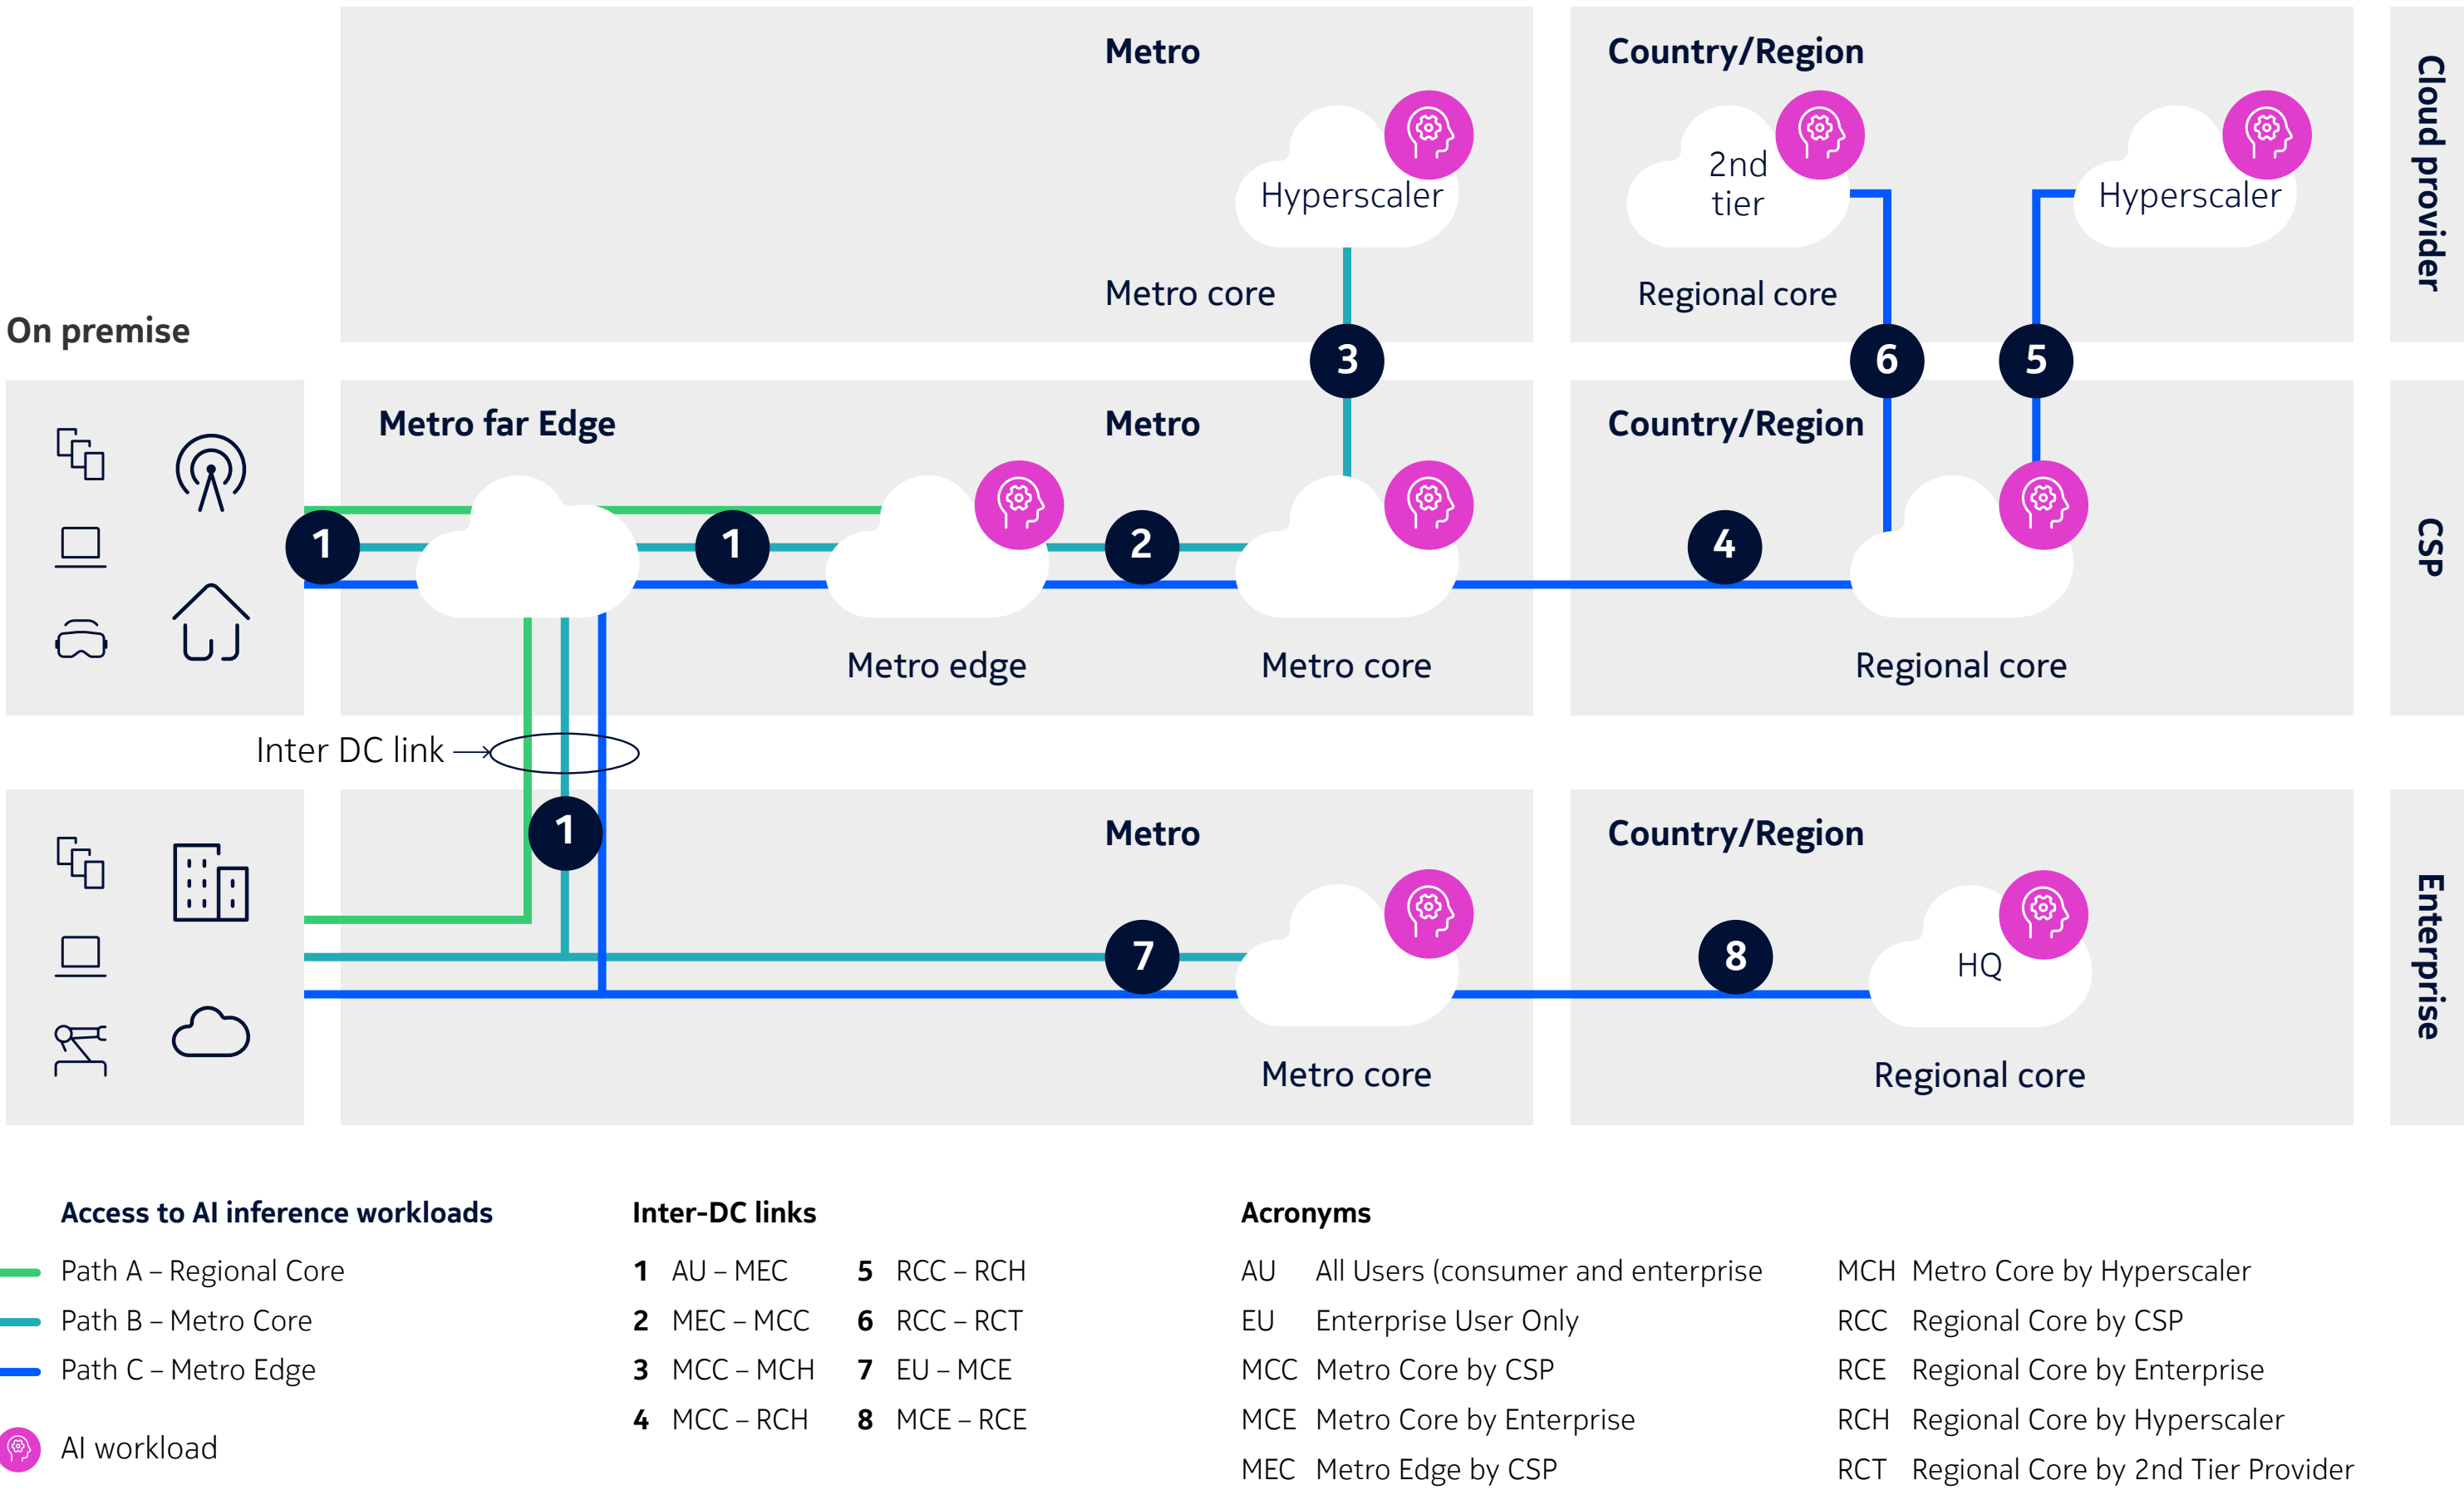 Metro
Country/Region
Cloud provider
Hyperscaler
2nd
tier
Hyperscaler
Metro core
Regional core
On premise
3
6
5
Metro far Edge
Metro
Country/Region
CSP
1
1
2
4
Metro edge
Metro core
Regional core
Inter DC link
1
Metro
Country/Region
Enterprise
7
8
HQ
Metro core
Regional core
Access to AI inference workloads
Path A – Regional Core
Path B – Metro Core
Path C – Metro Edge
AI workload
Inter-DC links
1 AU – MEC
2 MEC – MCC
3 MCC – MCH
4 MCC – RCH
5 RCC – RCH
6 RCC – RCT
7 EU – MCE
8 MCE – RCE
Acronyms
AU All Users (consumer and enterprise
EU Enterprise User Only
MCC Metro Core by CSP
MCE Metro Core by Enterprise
MEC Metro Edge by CSP
MCH Metro Core by Hyperscaler
RCC Regional Core by CSP
RCE Regional Core by Enterprise
RCH Regional Core by Hyperscaler
RCT Regional Core by 2nd Tier Provider